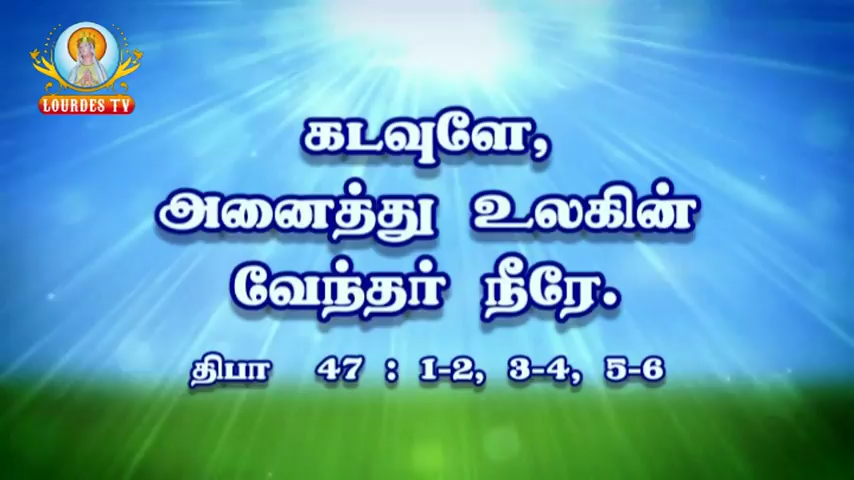 LOURDES TV
கடவுளே,
அனைத்து உலகின்
வேந்தர் நீரே.
திபா 47 : 1-2, 3-4, 5-6